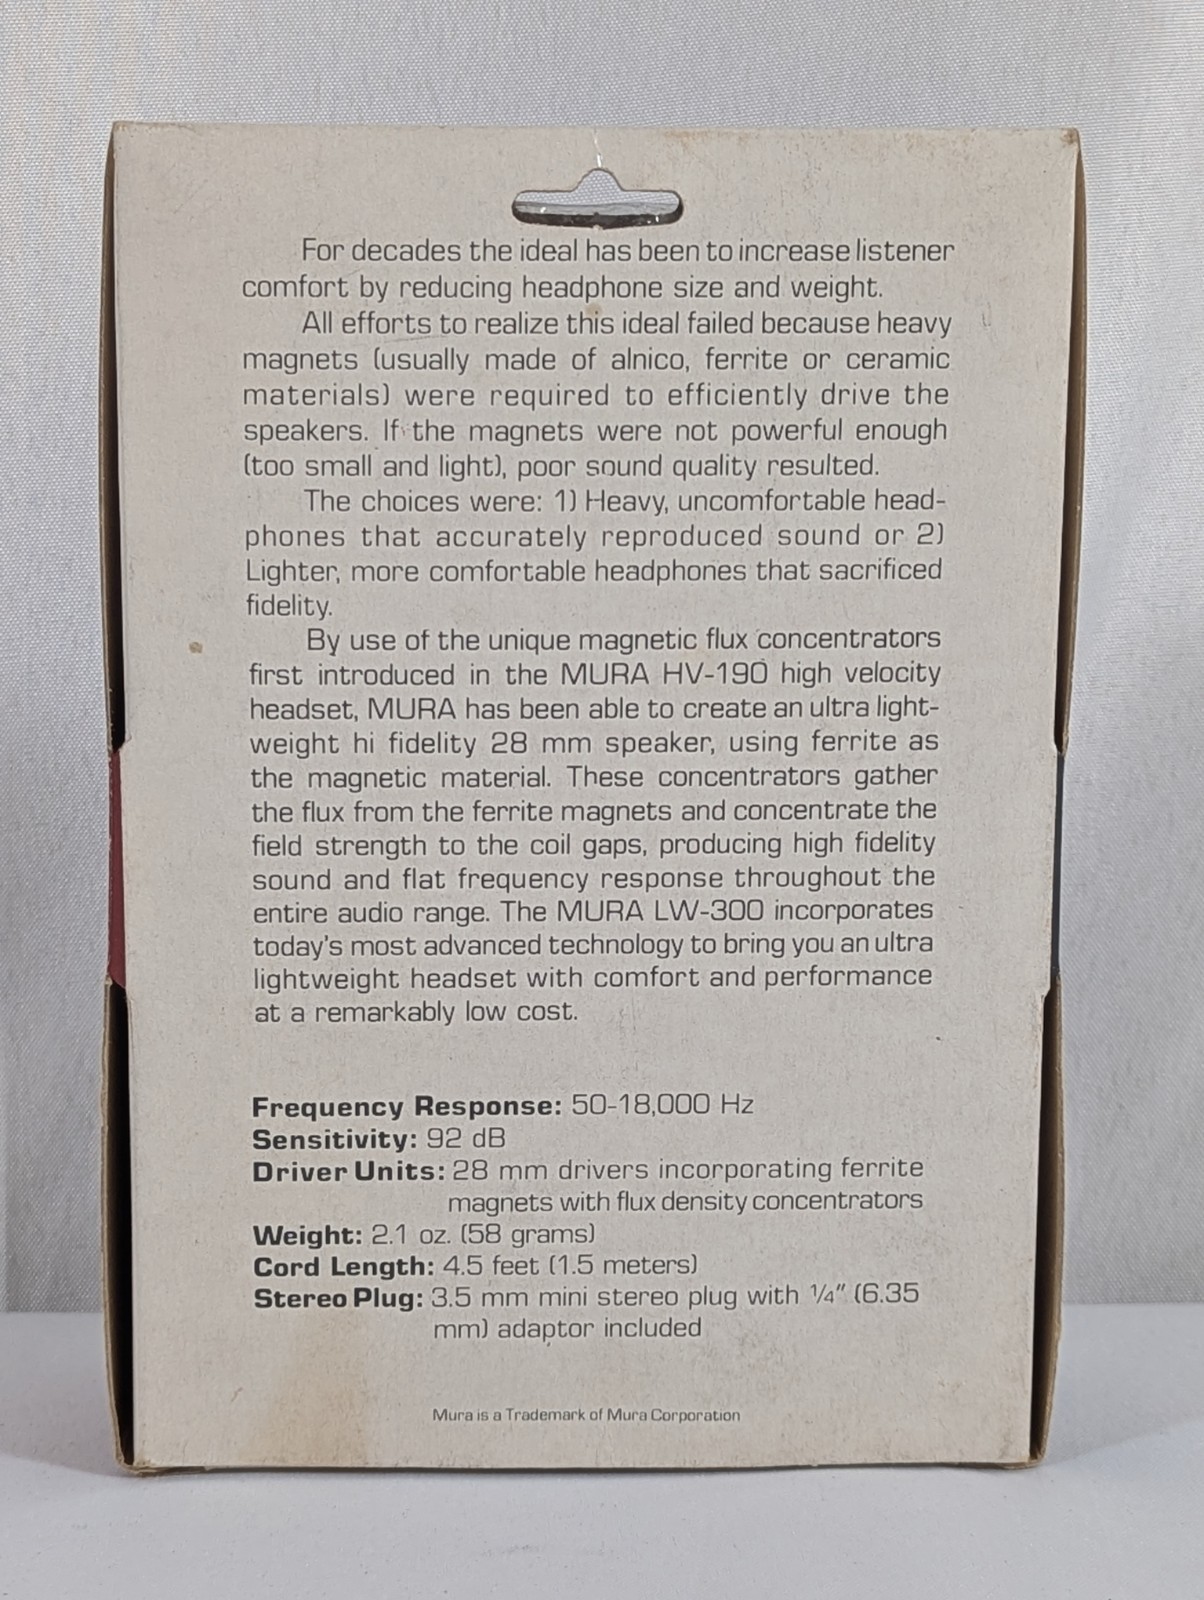 For decades the ideal has been to increase listener
comfort by reducing headphone size and weight.
All efforts to realize this ideal failed because heavy
magnets (usually made of alnico, ferrite or ceramic
materials) were required to efficiently drive the
speakers. If the magnets were not powerful enough
(too small and light), poor sound quality resulted.
The choices were: 1) Heavy, uncomfortable head-
phones that accurately reproduced sound or 2)
Lighter, more comfortable headphones that sacrificed
fidelity.
By use of the unique magnetic flux concentrators
first introduced in the MURA HV-190 high velocity
headset, MURA has been able to create an ultra light-
weight hi fidelity 28 mm speaker, using ferrite as
the magnetic material. These concentrators gather
the flux from the ferrite magnets and concentrate the
field strength to the coil gaps, producing high fidelity
sound and flat frequency response throughout the
entire audio range. The MURA LW-300 incorporates
today's most advanced technology to bring you an ultra
lightweight headset with comfort and performance
at a remarkably low cost.
Frequency Response: 50-18,000 Hz
Sensitivity: 92 dB
Driver Units: 28 mm drivers incorporating ferrite
magnets with flux density concentrators
Weight: 2.1 oz. (58 grams)
Cord Length: 4.5 feet (1.5 meters)
Stereo Plug: 3.5 mm mini stereo plug with ¼" (6.35
mm) adaptor included
Mura is a Trademark of Mura Corporation